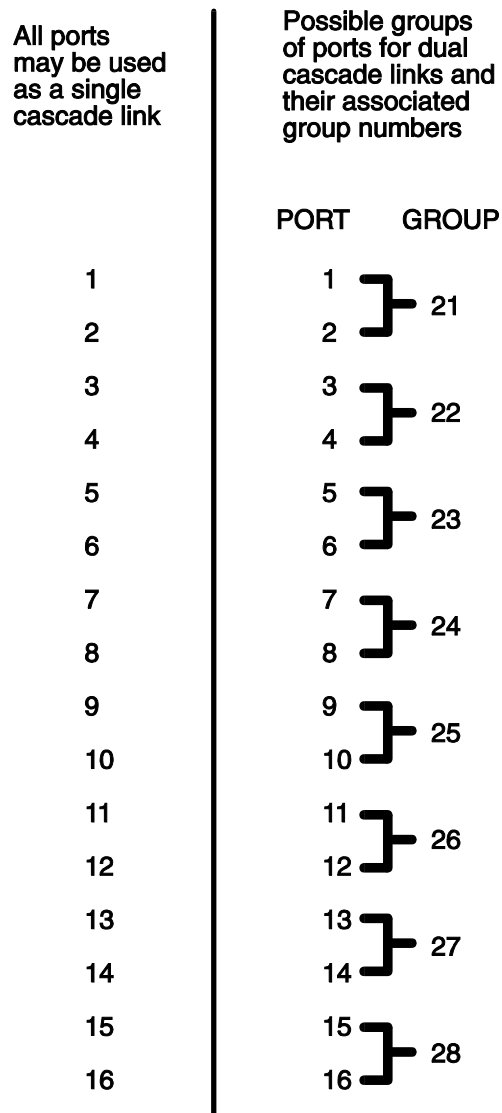 All ports
may be used
as a single
cascade link
Possible groups
of ports for dual
cascade links and
their associated
group numbers
PORT GROUP
1 1 21
2 2
3 3 22
4 4
5 5 23
6 6
7 7 24
8 8
9 9 25
10 10
11 11 26
12 12
13 13 27
14 14
15 15 28
16 16